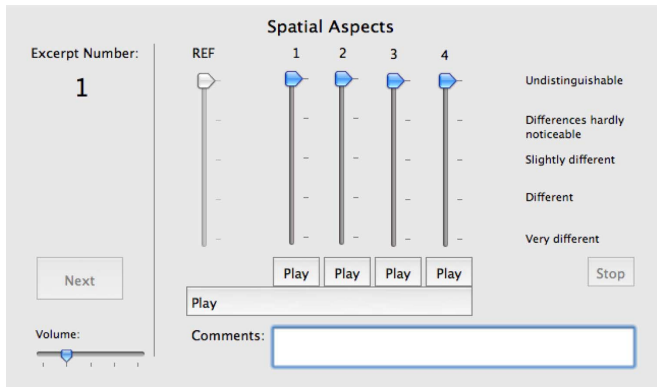 Spatial Aspects
Excerpt Number:
1
REF
1 2 3 4
Undistinguishable
Differences hardly
noticeable
Slightly different
Different
Very different
Next
Play Play Play Play
Stop
Play
Volume:
Comments: